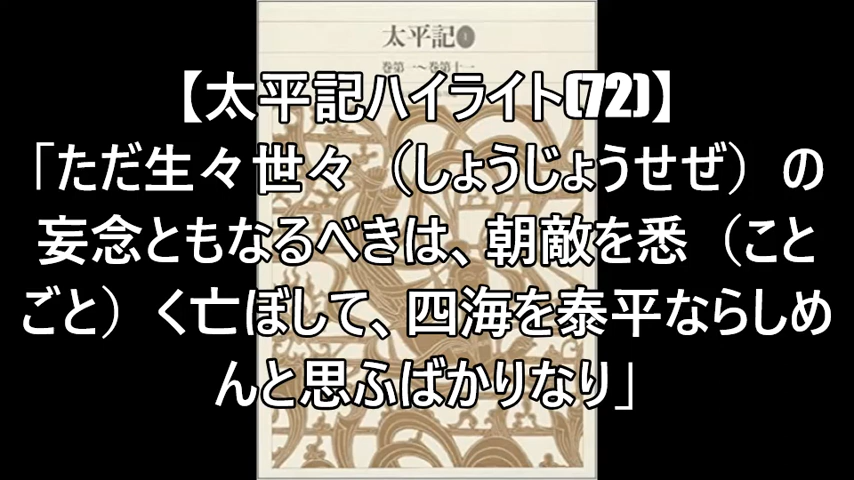 太平記 1
巻第一〜巻第十一
【太平記ハイライト(72)】
「ただ生々世々（しょうじょうせぜ）の
妄念ともなるべきは、朝敵を悉（こと
ごと）く亡ぼして、四海を泰平ならしめ
んと思ふばかりなり」